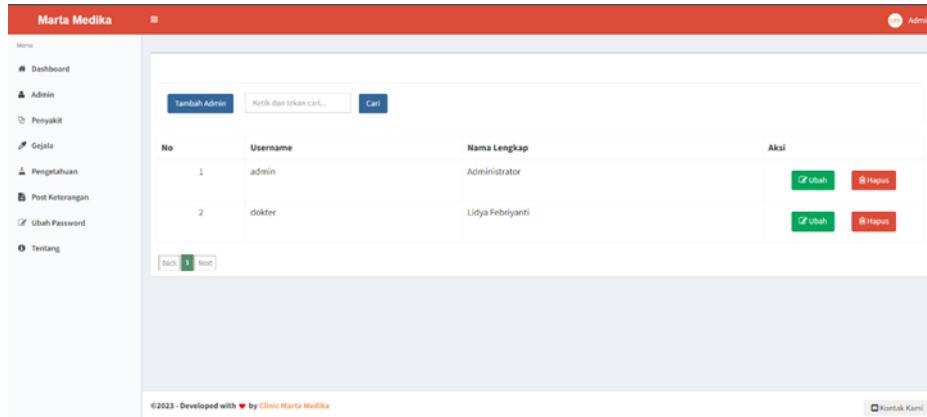 Marta Medika
Admi
Menu
Dashboard
Admin
Penyakit
Gejala
Pengetahuan
Post Keterangan
Ubah Password
Tentang
Tambah Admin Ketik dan tekan cari... Cari
No Username Nama Lengkap Aksi
1 admin Administrator Ubah Hapus
2 dokter Lidya Febriyanti Ubah Hapus
Back 1 Next
©2023 - Developed with ❤ by Clinic Marta Medika
Kontak Kami